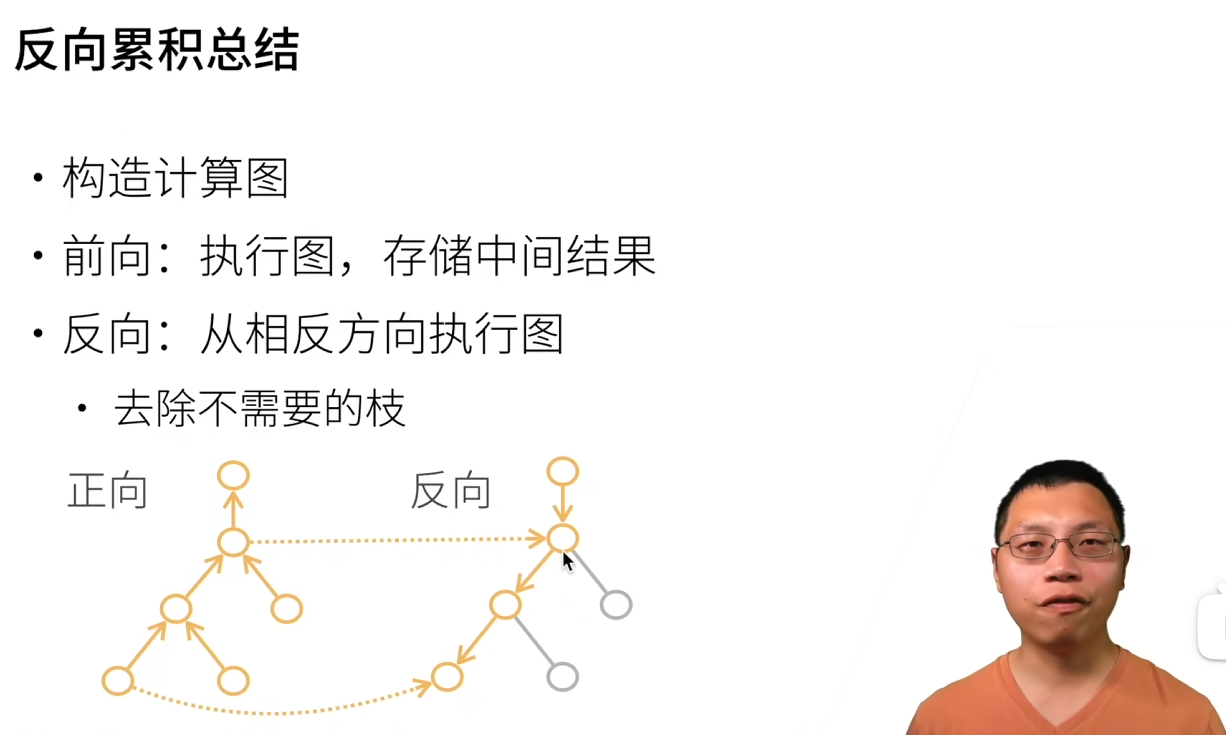 反向累积总结
• 构造计算图
• 前向：执行图，存储中间结果
• 反向：从相反方向执行图
• 去除不需要的枝
正向
反向